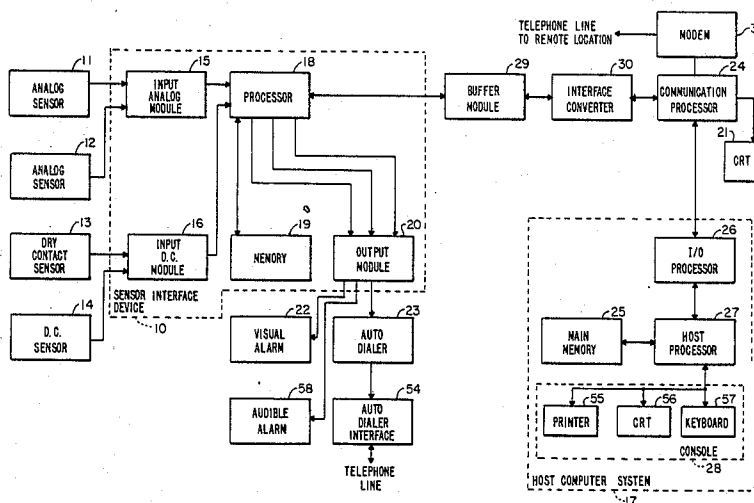 TELEPHONE LINE
TO REMOTE LOCATION
MODEM
3
11
ANALOG
SENSOR
15
INPUT
ANALOG
MODULE
18
PROCESSOR
29
BUFFER
MODULE
30
INTERFACE
CONVERTER
24
COMMUNICATION
PROCESSOR
21
CRT
12
ANALOG
SENSOR
13
DRY
CONTACT
SENSOR
16
INPUT
D.C.
MODULE
19
MEMORY
20
OUTPUT
MODULE
26
I/O
PROCESSOR
14
D.C.
SENSOR
SENSOR INTERFACE
DEVICE
10
22
VISUAL
ALARM
23
AUTO
DIALER
25
MAIN
MEMORY
27
HOST
PROCESSOR
58
AUDIBLE
ALARM
54
AUTO
DIALER
INTERFACE
TELEPHONE
LINE
55
PRINTER
56
CRT
57
KEYBOARD
CONSOLE
28
HOST COMPUTER SYSTEM
17